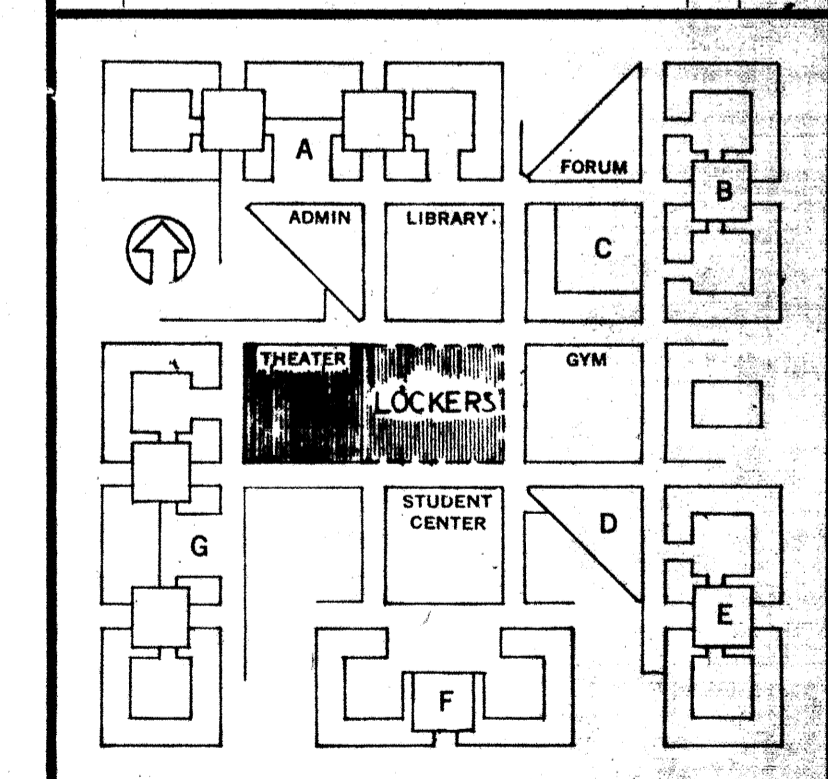 A
FORUM
B
ADMIN
LIBRARY.
C
THEATER
GYM
LOCKERS
STUDENT
CENTER
D
G
E
F